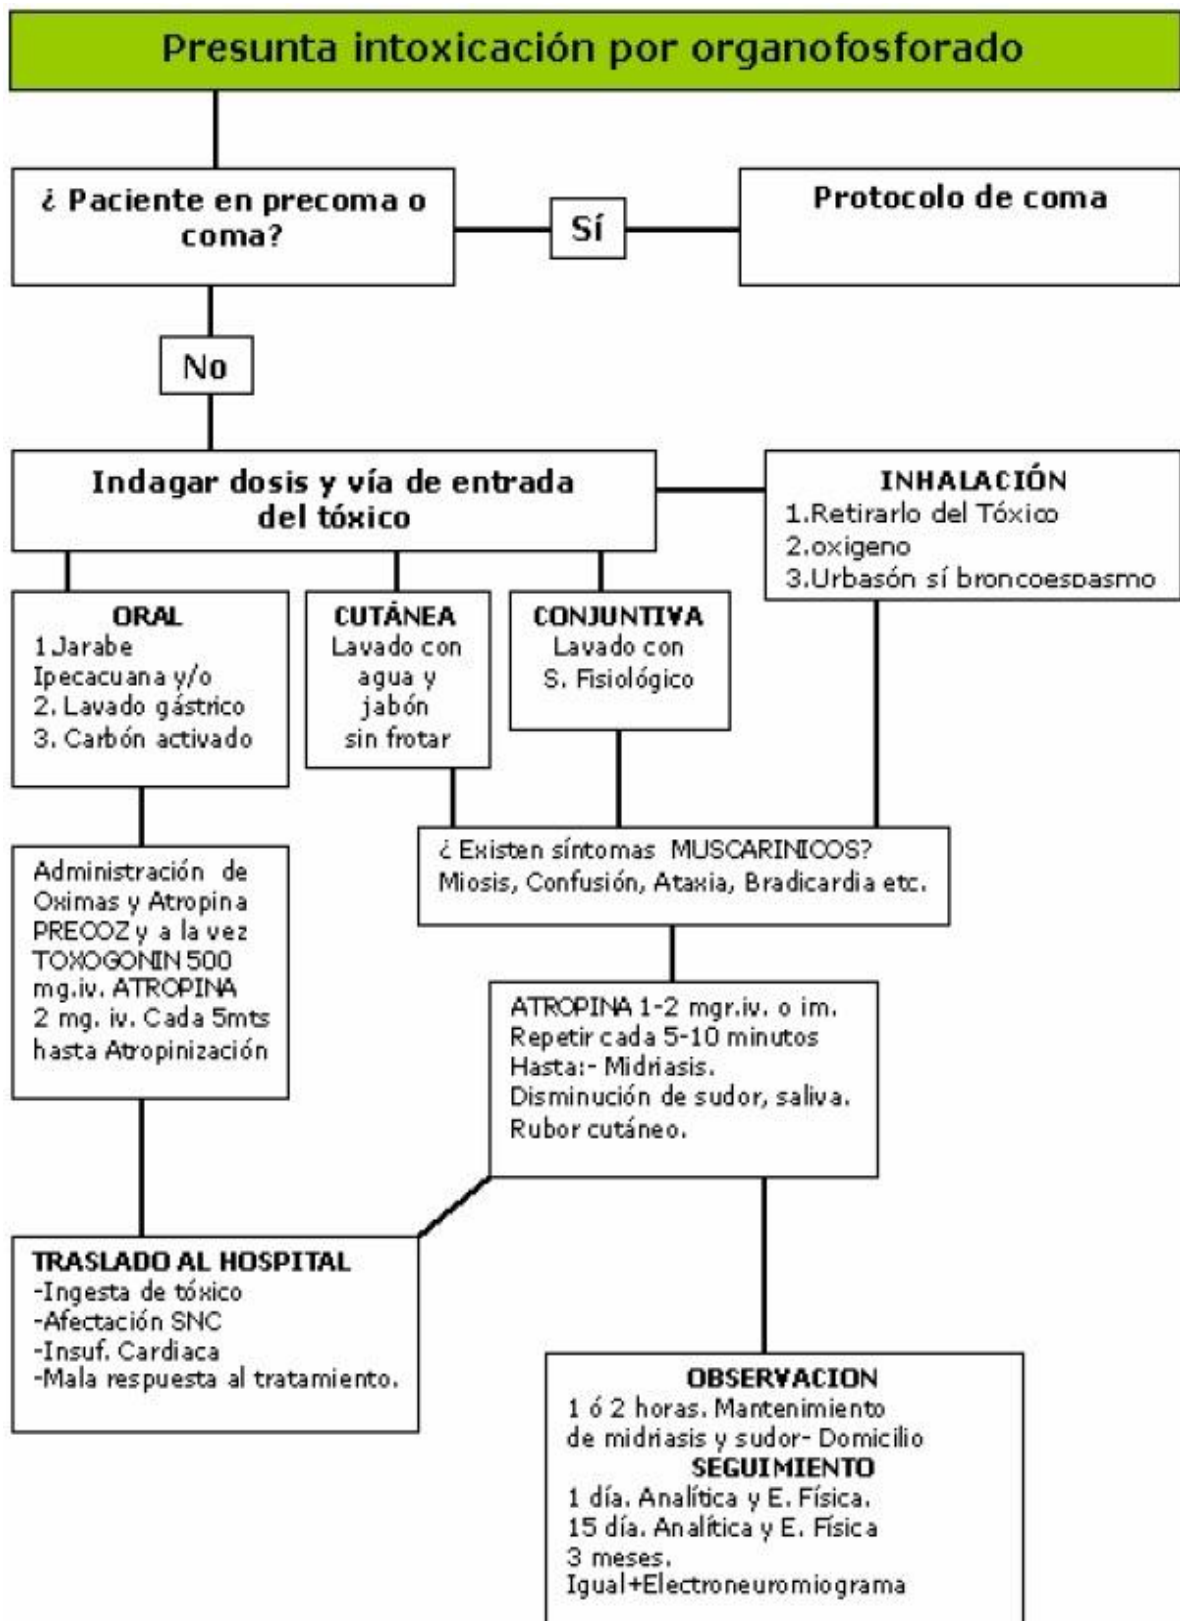 Presunta intoxicación por organofosforado
¿ Paciente en precoma o
coma?
Sí
Protocolo de coma
No
Indagar dosis y vía de entrada
del tóxico
INHALACIÓN
1.Retirarlo del Tóxico
2.oxigeno
3.Urbasón sí broncoespasmo
ORAL
1.Jarabe
Ipecacuana y/o
2. Lavado gástrico
3. Carbón activado
CUTÁNEA
Lavado con
agua y
jabón
sin frotar
CONJUNTIVA
Lavado con
S. Fisiológico
¿ Existen síntomas MUSCARINICOS?
Miosis, Confusión, Ataxia, Bradicardia etc.
Administración de
Oximas y Atropina
PRECOZ y a la vez
TOXOGONIN 500
mg.iv. ATROPINA
2 mg. iv. Cada 5mts
hasta Atropinización
ATROPINA 1-2 mgr.iv. o im.
Repetir cada 5-10 minutos
Hasta:- Midriasis.
Disminución de sudor, saliva.
Rubor cutáneo.
TRASLADO AL HOSPITAL
-Ingesta de tóxico
-Afectación SNC
-Insuf. Cardiaca
-Mala respuesta al tratamiento.
OBSERVACION
1 ó 2 horas. Mantenimiento
de midriasis y sudor- Domicilio
SEGUIMIENTO
1 día. Analítica y E. Física.
15 día. Analítica y E. Física
3 meses.
Igual+Electroneuromiograma